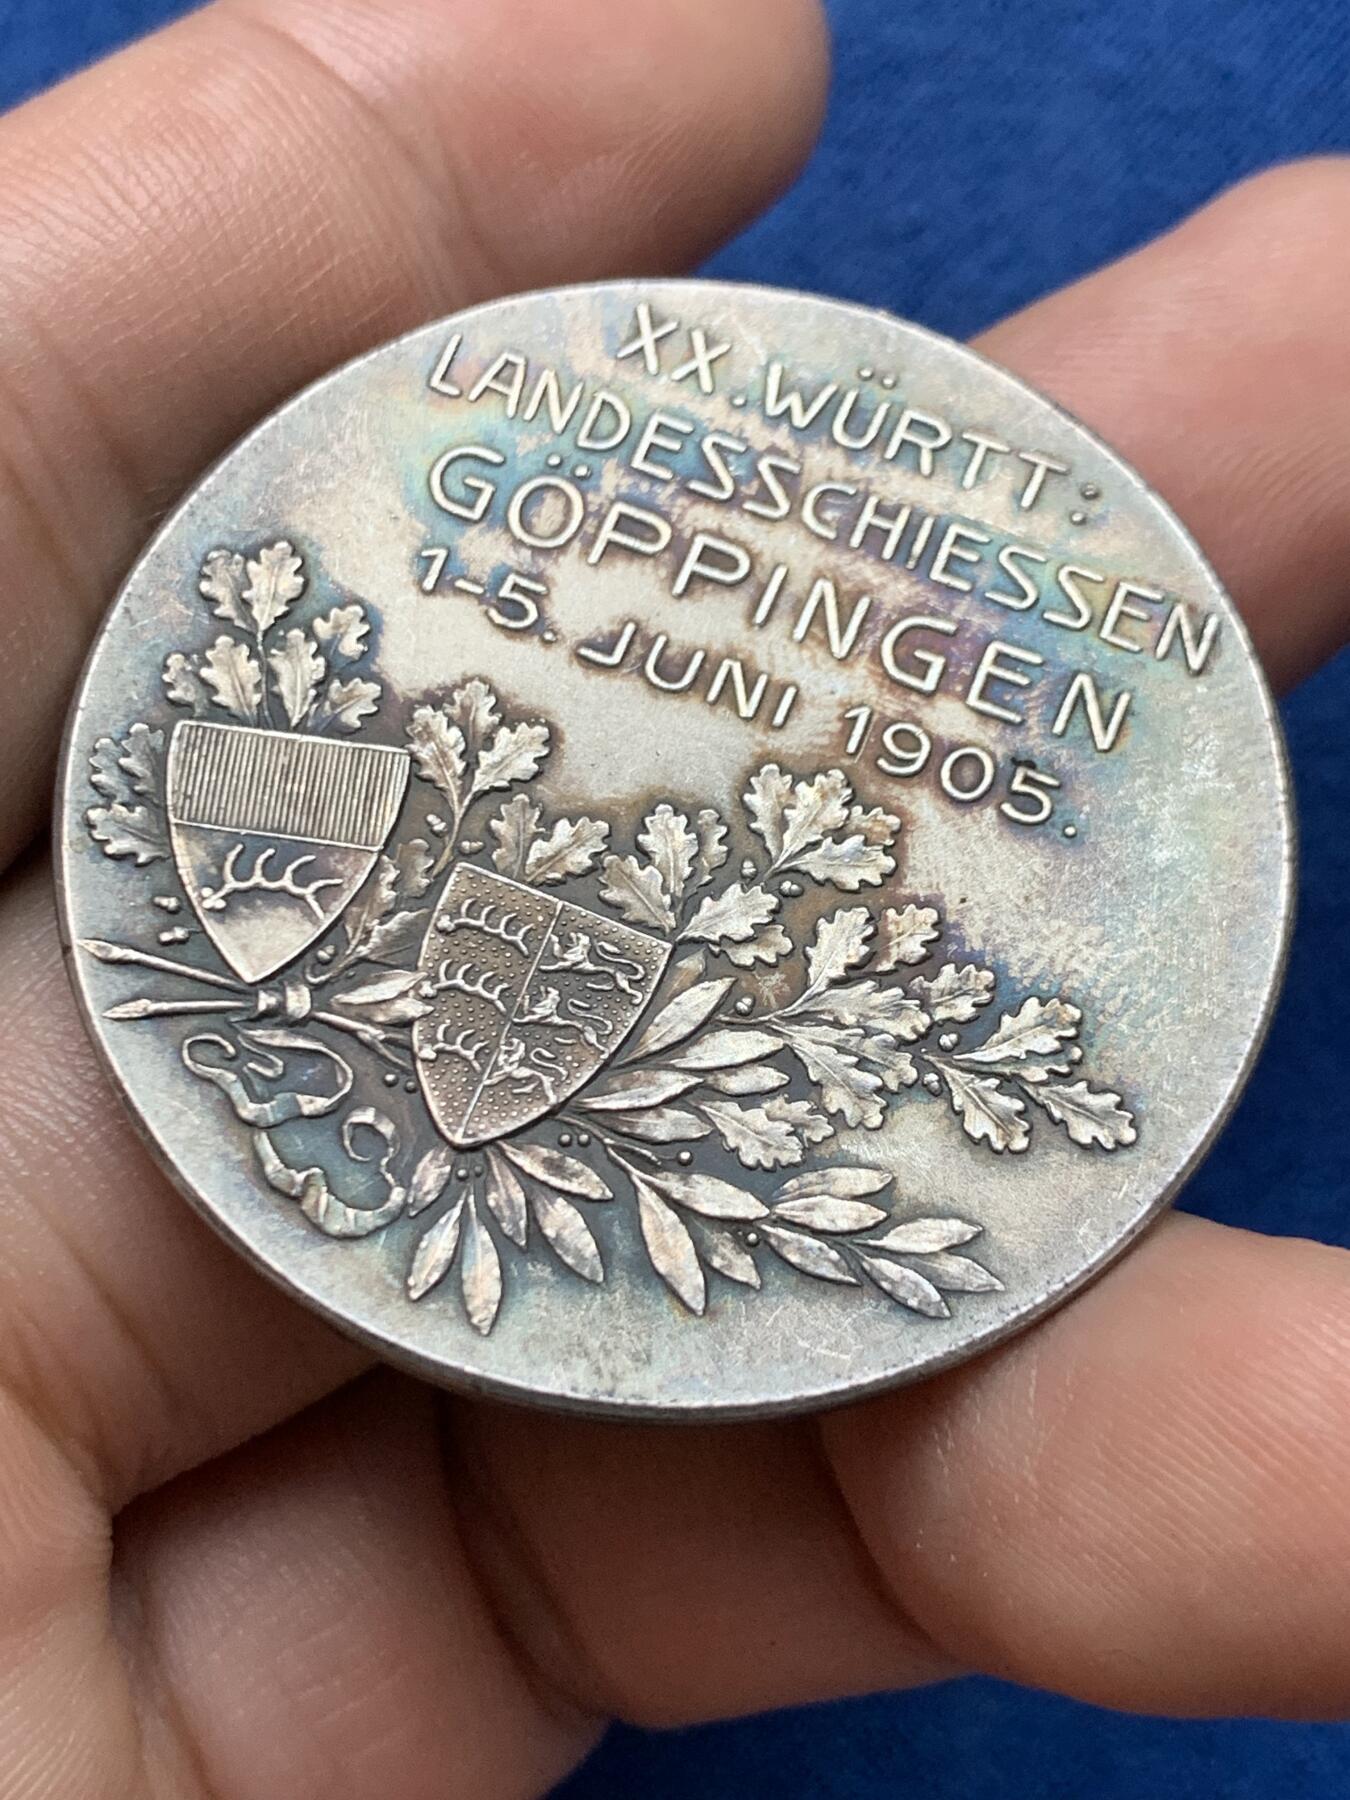 XX. WÜRTT:
LANDESSCHIESSEN
GÖPPINGEN
1-5. JUNI 1905.